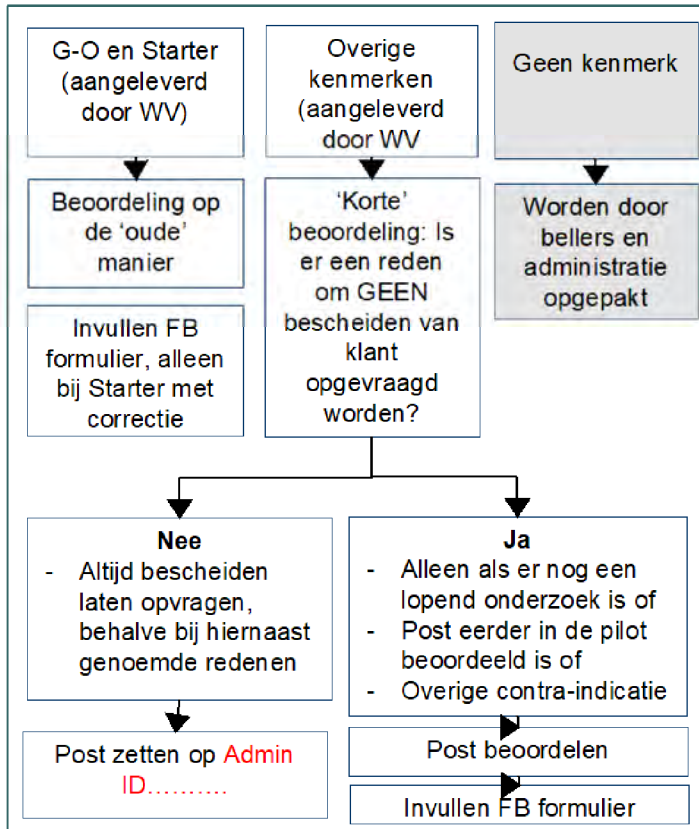 G-O en Starter
(aangeleverd
door WV)
Overige
kenmerken
(aangeleverd
door WV
Geen kenmerk
Beoordeling op
de ‘oude’
manier
Invullen FB
formulier, alleen
bij Starter met
correctie
‘Korte’
beoordeling: Is
er een reden
om GEEN
bescheiden van
klant
opgevraagd
worden?
Worden door
bellers en
administratie
opgepakt
Nee
- Altijd bescheiden
laten opvragen,
behalve bij hiernaast
genoemde redenen
Ja
- Alleen als er nog een
lopend onderzoek is of
- Post eerder in de pilot
beoordeeld is of
- Overige contra-indicatie
Post zetten op Admin
ID..........
Post beoordelen
Invullen FB formulier